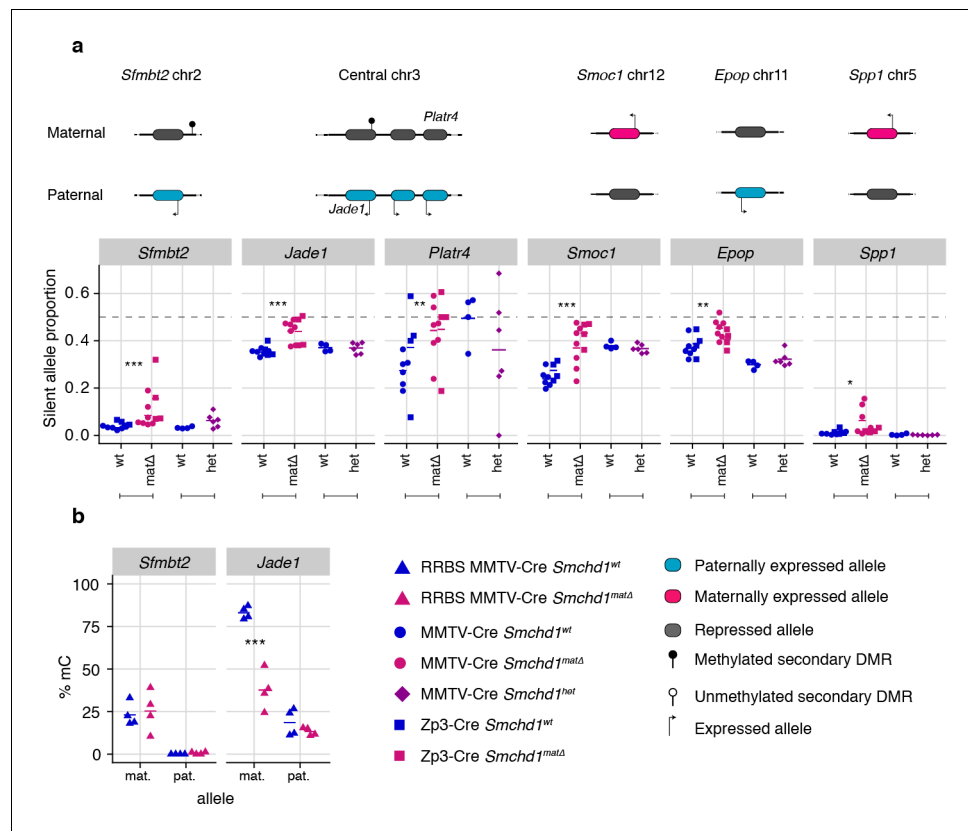 a
Sfmbt2 chr2 Central chr3 Smoc1 chr12 Epop chr11 Spp1 chr5
Maternal Platr4
Paternal
Jade1
Sfmbt2 Jade1 Platr4 Smoc1 Epop Spp1
Silent allele proportion
0.6
0.4
0.2
0.0
*** *** ** *** ** *
wt matΔ wt het wt matΔ wt het wt matΔ wt het wt matΔ wt het wt matΔ wt het wt matΔ wt het
b
Sfmbt2 Jade1
% mC
100
75
50
25
0
***
mat. pat. mat. pat.
allele
RRBS MMTV-Cre Smchd1wt
RRBS MMTV-Cre Smchd1matΔ
MMTV-Cre Smchd1wt
MMTV-Cre Smchd1matΔ
MMTV-Cre Smchd1het
Zp3-Cre Smchd1wt
Zp3-Cre Smchd1matΔ
Paternally expressed allele
Maternally expressed allele
Repressed allele
Methylated secondary DMR
Unmethylated secondary DMR
Expressed allele